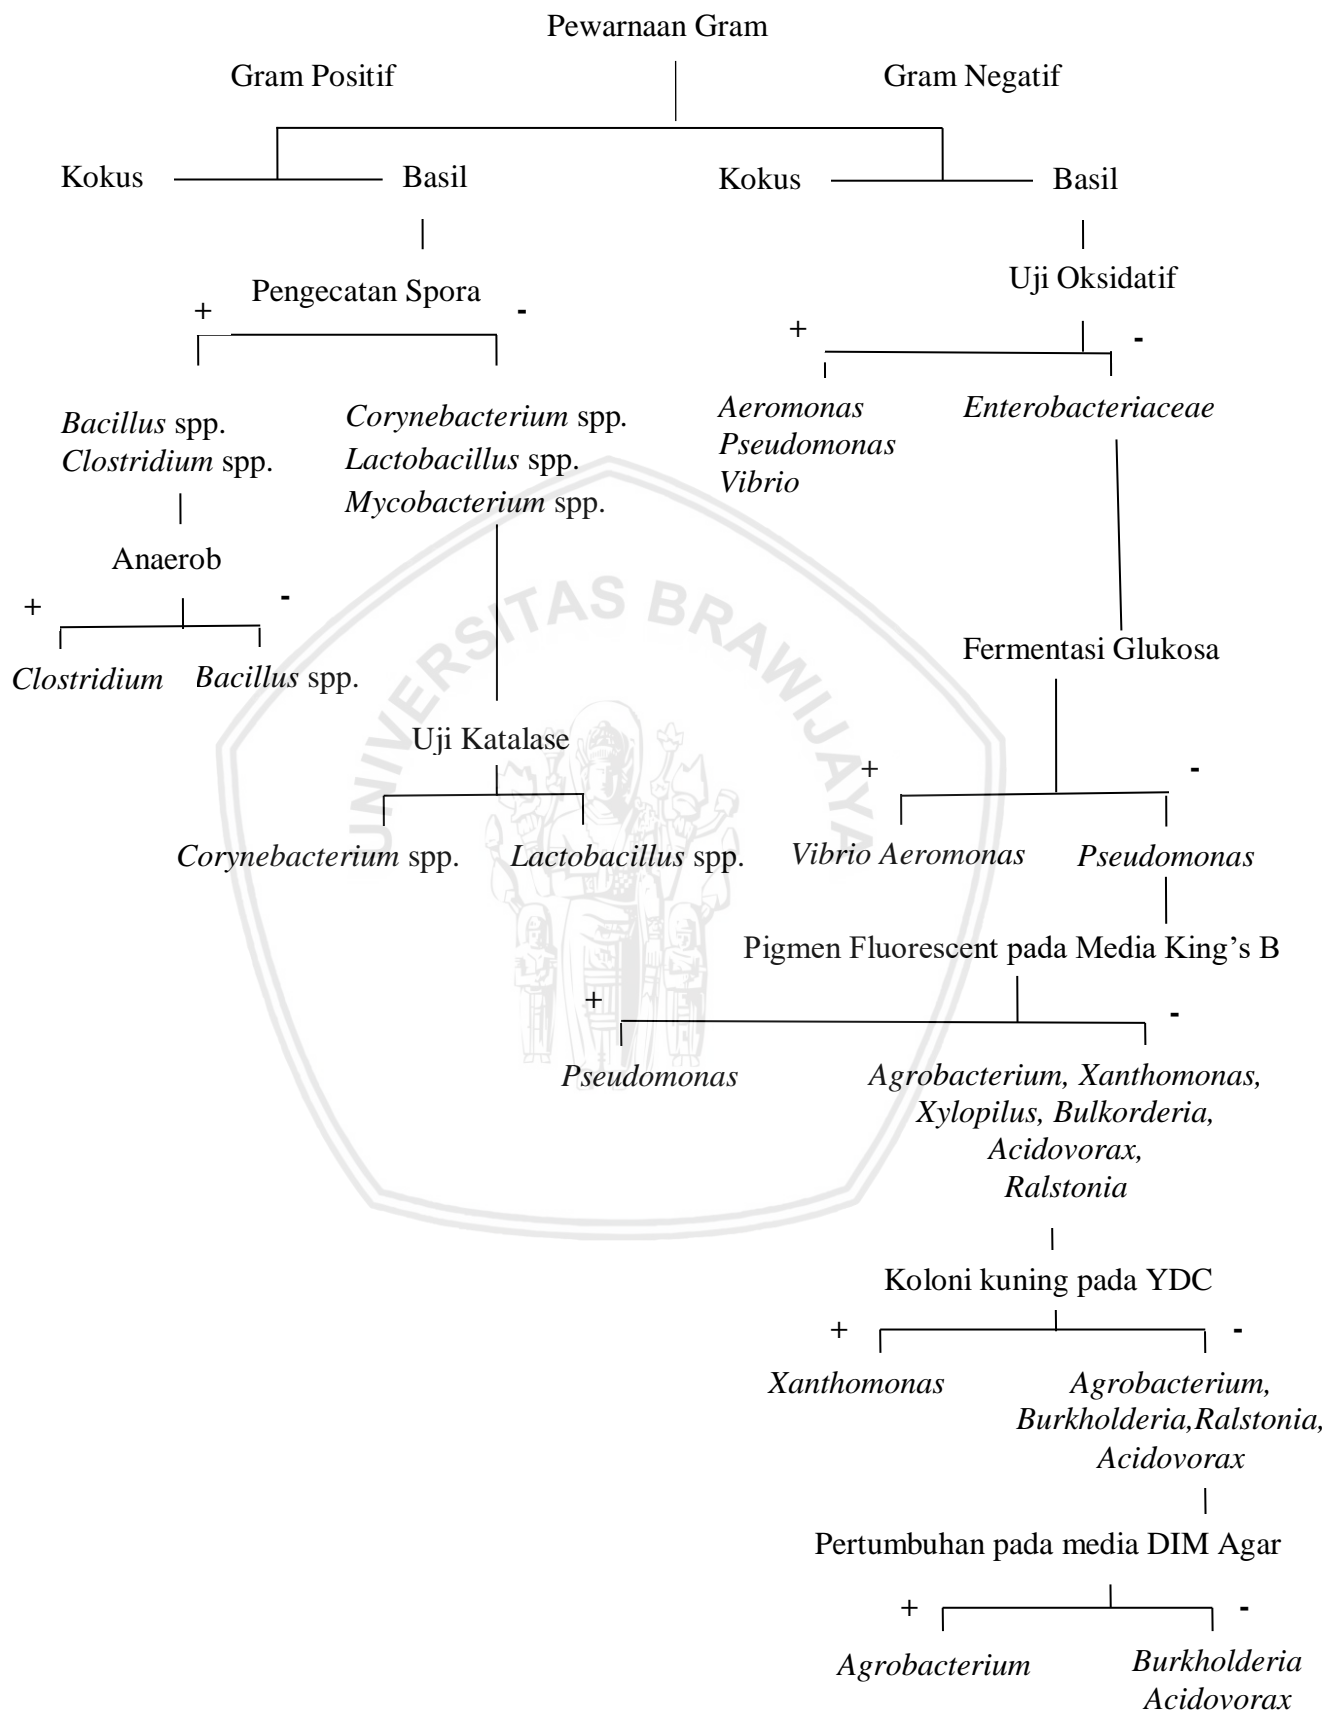 Pewarnaan Gram
Gram Positif
Gram Negatif
Kokus
Basil
Kokus
Basil
Pengecatan Spora
+
-
Uji Oksidatif
+
-
Bacillus spp.
Clostridium spp.
Corynebacterium spp.
Lactobacillus spp.
Mycobacterium spp.
Aeromonas
Pseudomonas
Vibrio
Enterobacteriaceae
Anaerob
+
-
Clostridium
Bacillus spp.
Fermentasi Glukosa
Uji Katalase
+
-
Corynebacterium spp.
Lactobacillus spp.
Vibrio Aeromonas
Pseudomonas
Pigmen Fluorescent pada Media King's B
+
-
Pseudomonas
Agrobacterium, Xanthomonas,
Xylopilus, Bulkorderia,
Acidovorax,
Ralstonia
Koloni kuning pada YDC
+
-
Xanthomonas
Agrobacterium,
Burkholderia,Ralstonia,
Acidovorax
Pertumbuhan pada media DIM Agar
+
-
Agrobacterium
Burkholderia
Acidovorax
UNIVERSITAS BRAWIJAYA